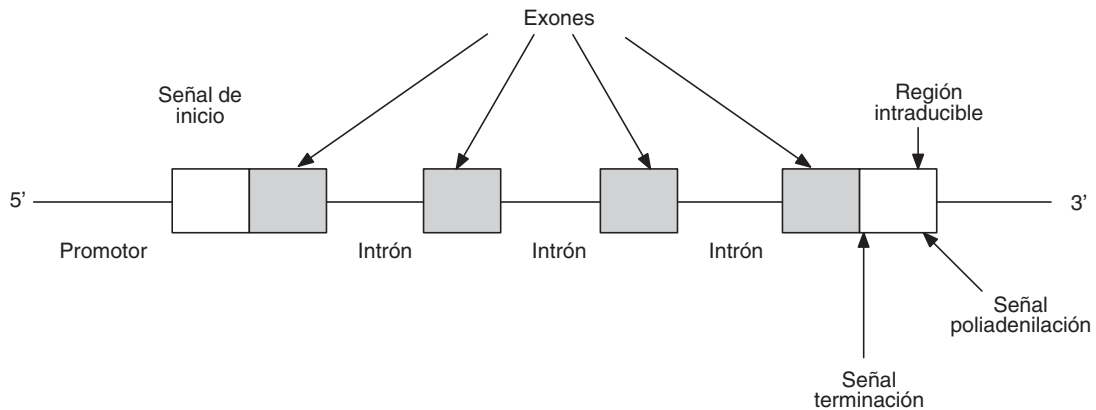 Exones
Señal de
inicio
Región
intraducible
5’
3’
Promotor
Intrón
Intrón
Intrón
Señal
poliadenilación
Señal
terminación